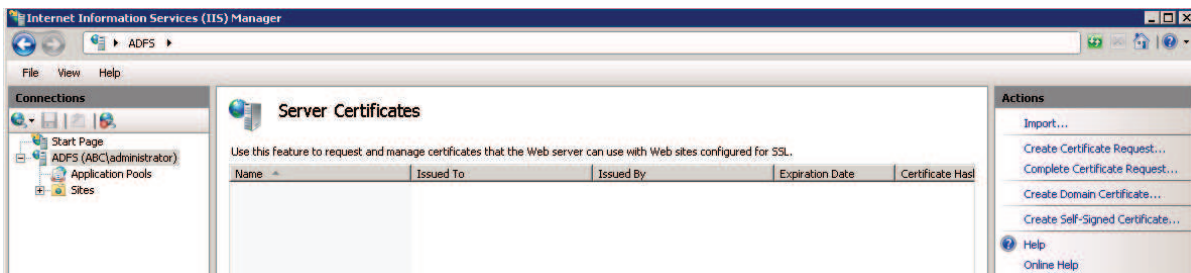 Internet Information Services (IIS) Manager
ADFS
File View Help
Connections
Start Page
ADFS (ABC\administrator)
Application Pools
Sites
Server Certificates
Use this feature to request and manage certificates that the Web server can use with Web sites configured for SSL.
Name Issued To Issued By Expiration Date Certificate Hash
Actions
Import...
Create Certificate Request...
Complete Certificate Request...
Create Domain Certificate...
Create Self-Signed Certificate...
Help
Online Help